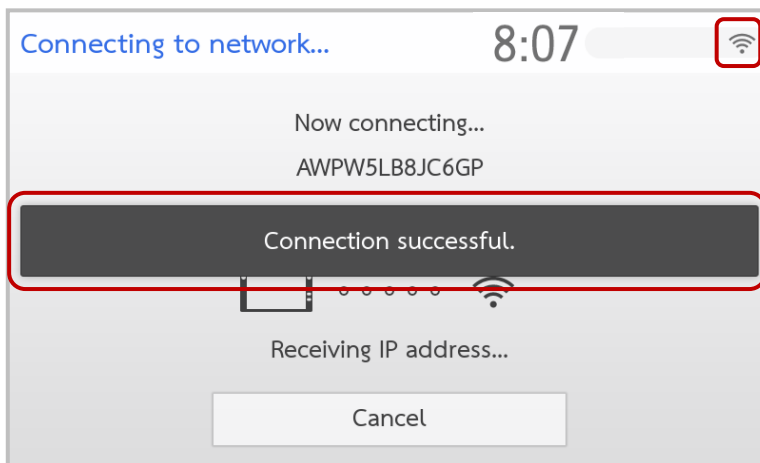 Connecting to network...
8:07
Now connecting...
AWPW5LB8JC6GP
Connection successful.
Receiving IP address...
Cancel